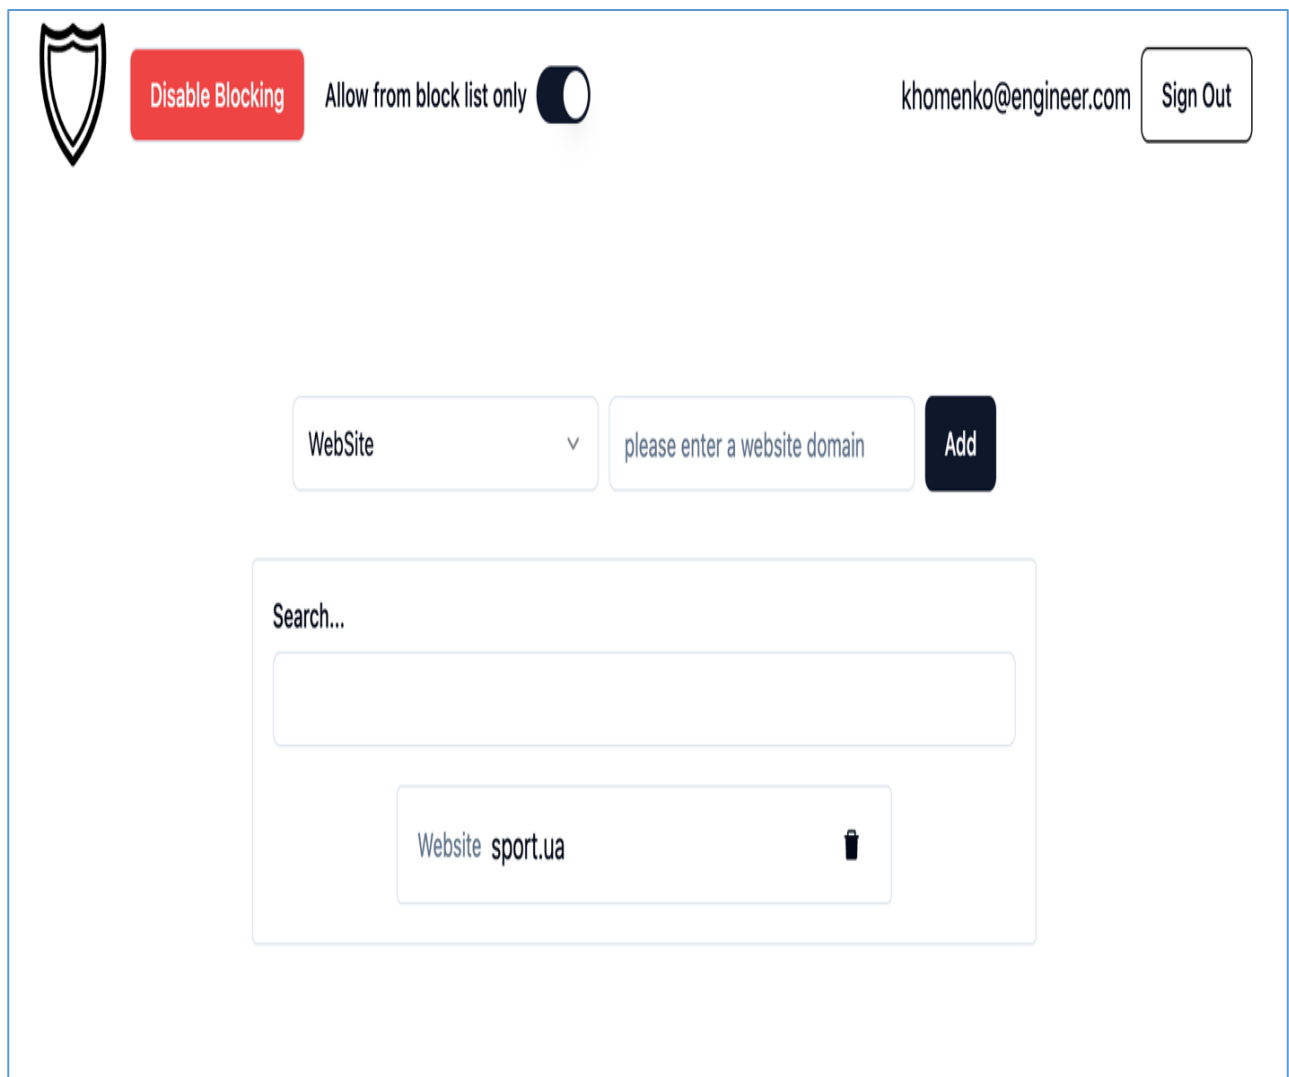 Disable Blocking Allow from block list only khomenko@engineer.com Sign Out
WebSite please enter a website domain Add
Search...
Website sport.ua